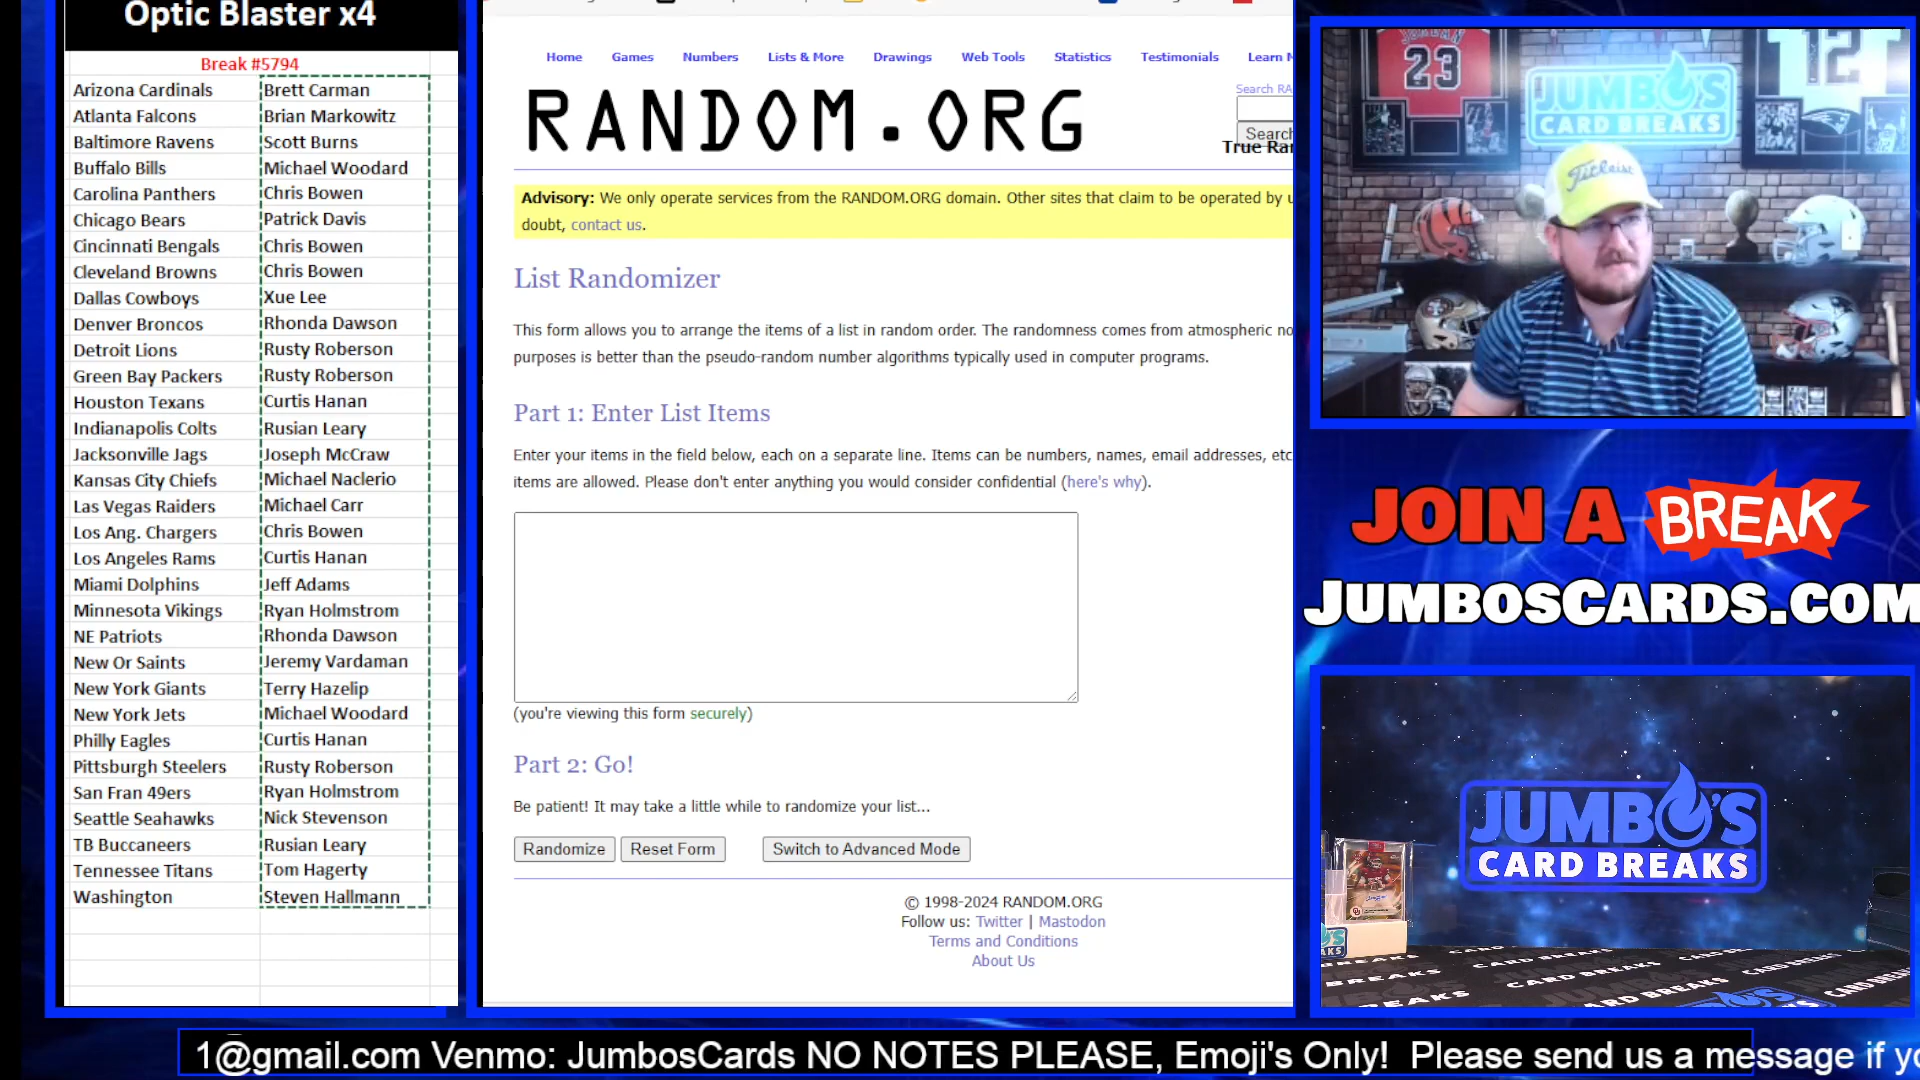 Optic Blaster x4
Break #5794
Arizona Cardinals Brett Carman
Atlanta Falcons Brian Markowitz
Baltimore Ravens Scott Burns
Buffalo Bills Michael Woodard
Carolina Panthers Chris Bowen
Chicago Bears Patrick Davis
Cincinnati Bengals Chris Bowen
Cleveland Browns Chris Bowen
Dallas Cowboys Xue Lee
Denver Broncos Rhonda Dawson
Detroit Lions Rusty Roberson
Green Bay Packers Rusty Roberson
Houston Texans Curtis Hanan
Indianapolis Colts Rusian Leary
Jacksonville Jags Joseph McCraw
Kansas City Chiefs Michael Naclerio
Las Vegas Raiders Michael Carr
Los Ang. Chargers Chris Bowen
Los Angeles Rams Curtis Hanan
Miami Dolphins Jeff Adams
Minnesota Vikings Ryan Holmstrom
NE Patriots Rhonda Dawson
New Or Saints Jeremy Vardaman
New York Giants Terry Hazelip
New York Jets Michael Woodard
Philly Eagles Curtis Hanan
Pittsburgh Steelers Rusty Roberson
San Fran 49ers Ryan Holmstrom
Seattle Seahawks Nick Stevenson
TB Buccaneers Rusian Leary
Tennessee Titans Tom Hagerty
Washington Steven Hallmann
Home Games Numbers Lists & More Drawings Web Tools Statistics Testimonials Learn
Search RA
RANDOM.ORG
Search
True Ran
Advisory: We only operate services from the RANDOM.ORG domain. Other sites that claim to be operated by u
doubt, contact us.
List Randomizer
This form allows you to arrange the items of a list in random order. The randomness comes from atmospheric no
purposes is better than the pseudo-random number algorithms typically used in computer programs.
Part 1: Enter List Items
Enter your items in the field below, each on a separate line. Items can be numbers, names, email addresses, etc
items are allowed. Please don't enter anything you would consider confidential (here's why).
(you're viewing this form securely)
Part 2: Go!
Be patient! It may take a little while to randomize your list...
Randomize Reset Form Switch to Advanced Mode
© 1998-2024 RANDOM.ORG
Follow us: Twitter | Mastodon
Terms and Conditions
About Us
JORDAN
23
12
JUMBO'S
CARD BREAKS
Titleist
JOIN A BREAK
JUMBOSCARDS.COM
JUMBO'S
CARD BREAKS
CARD BREAKS
1@gmail.com Venmo: JumbosCards NO NOTES PLEASE, Emoji's Only! Please send us a message if yo